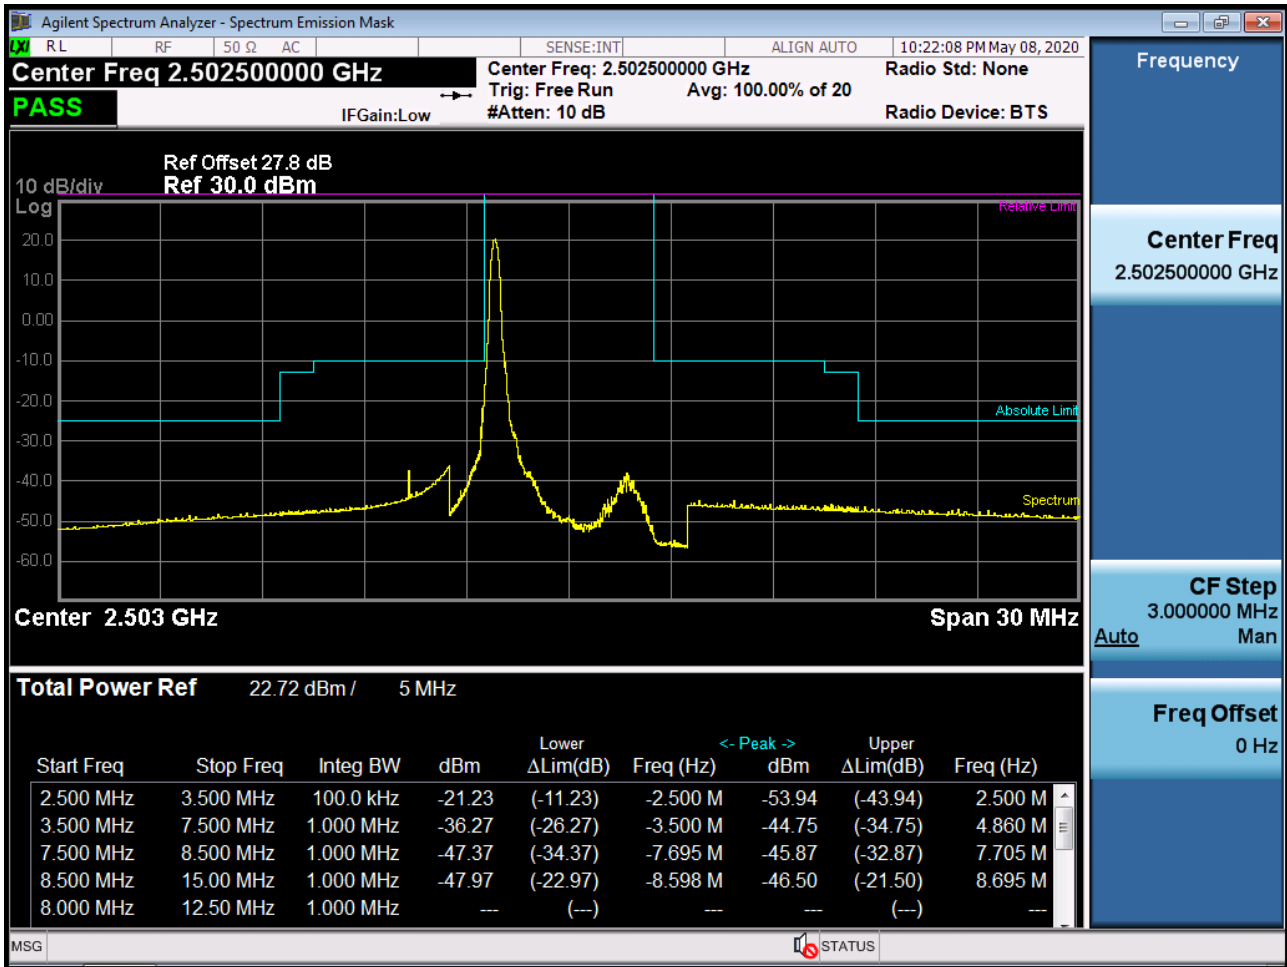 Agilent Spectrum Analyzer - Spectrum Emission Mask
LXI RL RF 50 Ω AC SENSE:INT ALIGN AUTO 10:22:08 PM May 08, 2020
Center Freq 2.502500000 GHz
Center Freq: 2.502500000 GHz
Radio Std: None
Trig: Free Run Avg: 100.00% of 20
PASS
IFGain:Low
#Atten: 10 dB
Radio Device: BTS
Ref Offset 27.8 dB
10 dB/div Ref 30.0 dBm
Log
Relative Limit
20.0
10.0
0.00
-10.0
-20.0
Absolute Limit
-30.0
-40.0
Spectrum
-50.0
-60.0
Center 2.503 GHz Span 30 MHz
Total Power Ref 22.72 dBm / 5 MHz
Lower <- Peak -> Upper
Start Freq Stop Freq Integ BW dBm ΔLim(dB) Freq (Hz) dBm ΔLim(dB) Freq (Hz)
2.500 MHz 3.500 MHz 100.0 kHz -21.23 (-11.23) -2.500 M -53.94 (-43.94) 2.500 M
3.500 MHz 7.500 MHz 1.000 MHz -36.27 (-26.27) -3.500 M -44.75 (-34.75) 4.860 M
7.500 MHz 8.500 MHz 1.000 MHz -47.37 (-34.37) -7.695 M -45.87 (-32.87) 7.705 M
8.500 MHz 15.00 MHz 1.000 MHz -47.97 (-22.97) -8.598 M -46.50 (-21.50) 8.695 M
8.000 MHz 12.50 MHz 1.000 MHz --- (---) --- --- (---) ---
MSG STATUS
Frequency
Center Freq
2.502500000 GHz
CF Step
3.000000 MHz
Auto Man
Freq Offset
0 Hz